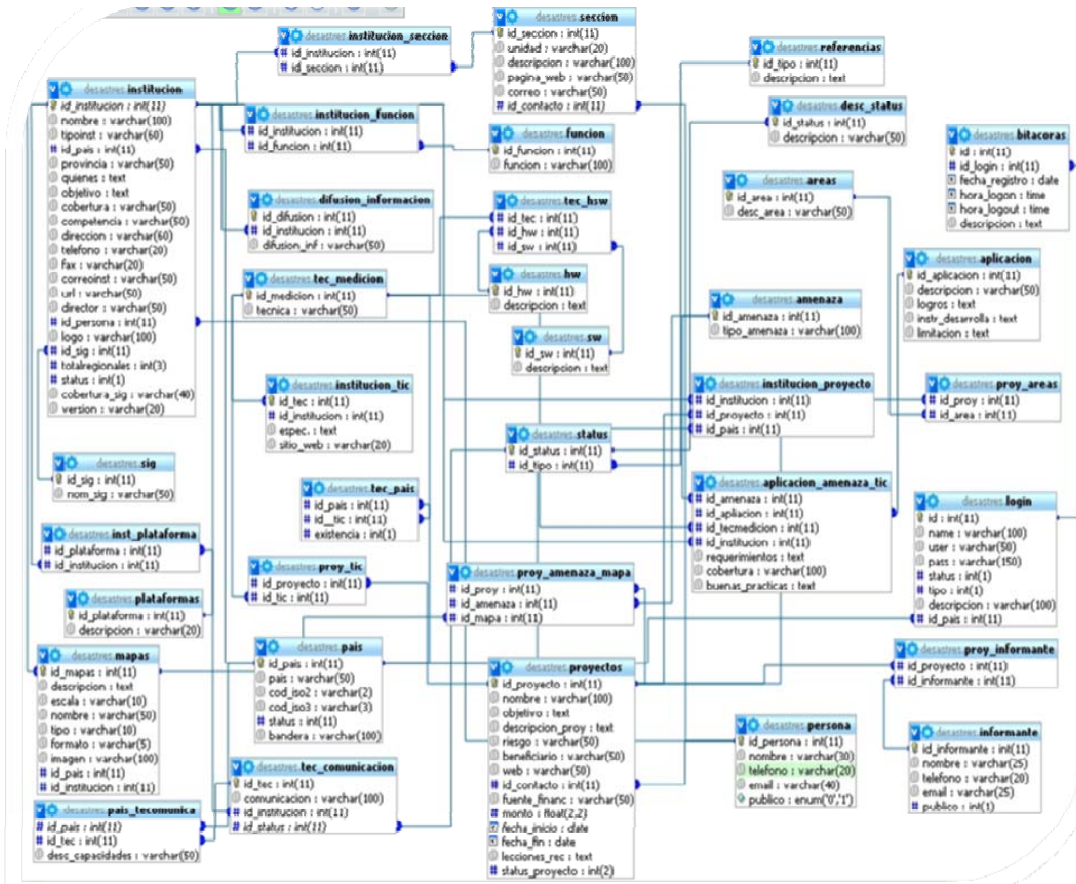 desastres.institucion_seccion
id_institucion : int(11)
id_seccion : int(11)
desastres.seccion
id_seccion : int(11)
unidad : varchar(20)
descripcion : varchar(100)
pagina_web : varchar(50)
correo : varchar(50)
id_contacto : int(11)
desastres.referencias
id_tipo : int(11)
descripcion : text
desastres.institucion
id_institucion : int(11)
nombre : varchar(100)
tipoinst : varchar(60)
id_pais : int(11)
provincia : varchar(50)
quienes : text
objetivo : text
cobertura : varchar(50)
competencia : varchar(50)
direccion : varchar(60)
telefono : varchar(20)
fax : varchar(20)
correoinst : varchar(50)
url : varchar(50)
director : varchar(50)
id_persona : int(11)
logo : varchar(100)
id_sig : int(11)
totalregionales : int(3)
status : int(1)
cobertura_sig : varchar(40)
version : varchar(20)
desastres.institucion_funcion
id_institucion : int(11)
id_funcion : int(11)
desastres.funcion
id_funcion : int(11)
funcion : varchar(100)
desastres.desc_status
id_status : int(11)
descripcion : varchar(50)
desastres.bitacoras
id : int(11)
id_login : int(11)
fecha_registro : date
hora_logon : time
hora_logout : time
descripcion : text
desastres.difusion_informacion
id_difusion : int(11)
id_institucion : int(11)
difusion_inf : varchar(50)
desastres.tec_hsw
id_tec : int(11)
id_hw : int(11)
id_sw : int(11)
desastres.areas
id_area : int(11)
desc_area : varchar(50)
desastres.tec_medicion
id_medicion : int(11)
tecnica : varchar(50)
desastres.hw
id_hw : int(11)
descripcion : text
desastres.amenaza
id_amenaza : int(11)
tipo_amenaza : varchar(100)
desastres.aplicacion
id_aplicacion : int(11)
descripcion : varchar(50)
logros : text
instr_desarrolla : text
limitacion : text
desastres.sw
id_sw : int(11)
descripcion : text
desastres.institucion_tic
id_tec : int(11)
id_institucion : int(11)
espec. : text
sitio_web : varchar(20)
desastres.institucion_proyecto
id_institucion : int(11)
id_proyecto : int(11)
id_pais : int(11)
desastres.proy_areas
id_proy : int(11)
id_area : int(11)
desastres.status
id_status : int(11)
id_tipo : int(11)
desastres.sig
id_sig : int(11)
nom_sig : varchar(50)
desastres.tec_pais
id_pais : int(11)
id__tic : int(11)
existencia : int(1)
desastres.aplicacion_amenaza_tic
id_amenaza : int(11)
id_apliacion : int(11)
id_tecmedicion : int(11)
id_institucion : int(11)
requerimientos : text
cobertura : varchar(100)
buenas_practicas : text
desastres.login
id : int(11)
name : varchar(100)
user : varchar(50)
pass : varchar(150)
status : int(1)
tipo : int(1)
descripcion : varchar(100)
id_pais : int(11)
desastres.inst_plataforma
id_plataforma : int(11)
id_institucion : int(11)
desastres.proy_tic
id_proyecto : int(11)
id_tic : int(11)
desastres.proy_amenaza_mapa
id_proy : int(11)
id_amenaza : int(11)
id_mapa : int(11)
desastres.plataformas
id_plataforma : int(11)
descripcion : varchar(20)
desastres.mapas
id_mapas : int(11)
descripcion : text
escala : varchar(10)
nombre : varchar(50)
tipo : varchar(10)
formato : varchar(5)
imagen : varchar(100)
id_pais : int(11)
id_institucion : int(11)
desastres.pais
id_pais : int(11)
pais : varchar(50)
cod_iso2 : varchar(2)
cod_iso3 : varchar(3)
status : int(11)
bandera : varchar(100)
desastres.proyectos
id_proyecto : int(11)
nombre : varchar(100)
objetivo : text
descripcion_proy : text
riesgo : varchar(50)
beneficiario : varchar(50)
web : varchar(50)
id_contacto : int(11)
fuente_financ : varchar(50)
monto : float(2,2)
fecha_inicio : date
fecha_fin : date
lecciones_rec : text
status_proyecto : int(2)
desastres.proy_informante
id_proyecto : int(11)
id_informante : int(11)
desastres.persona
id_persona : int(11)
nombre : varchar(30)
telefono : varchar(20)
email : varchar(40)
publico : enum('0','1')
desastres.informante
id_informante : int(11)
nombre : varchar(25)
telefono : varchar(20)
email : varchar(25)
publico : int(1)
desastres.tec_comunicacion
id_tec : int(11)
comunicacion : varchar(100)
id_institucion : int(11)
id_status : int(11)
desastres.pais_tecomunica
id_pais : int(11)
id_tec : int(11)
desc_capacidades : varchar(50)